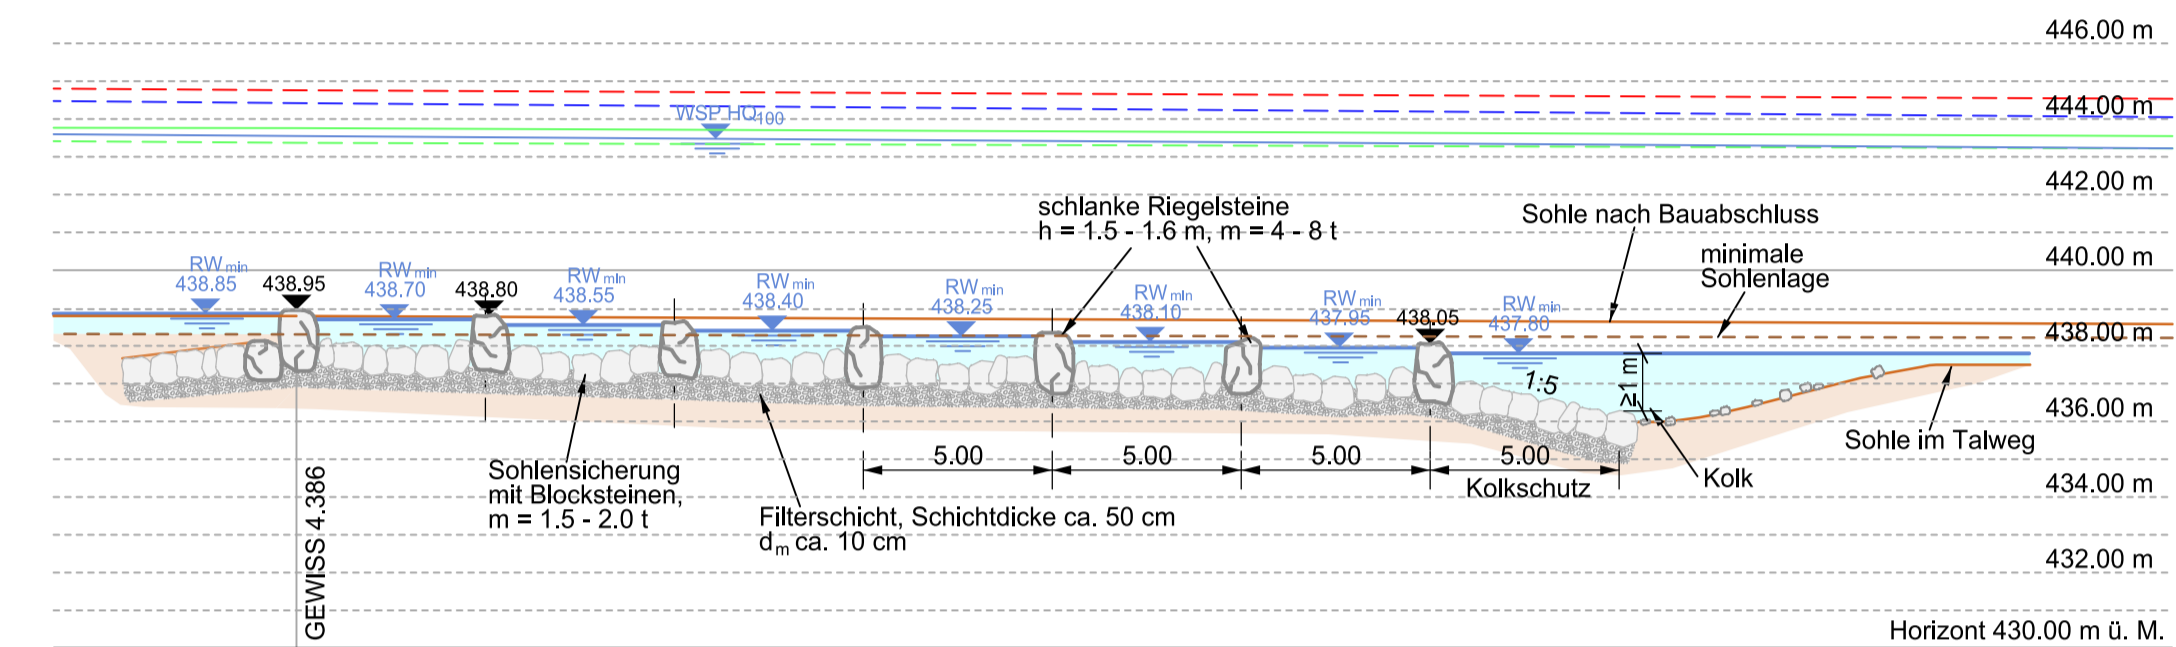 446.00 m
444.00 m
WSP HQ100
442.00 m
schlanke Riegelsteine
h = 1.5 - 1.6 m, m = 4 - 8 t
Sohle nach Bauabschluss
minimale
Sohlenlage
440.00 m
RWmin
438.85
438.95
RWmin
438.70
438.80
RWmin
438.55
RWmin
438.40
RWmin
438.25
RWmin
438.10
RWmin
437.95
438.05
RWmin
437.80
438.00 m
1:5
≥1 m
436.00 m
Sohle im Talweg
5.00
5.00
5.00
5.00
Kolkschutz
Kolk
434.00 m
Sohlensicherung
mit Blocksteinen,
m = 1.5 - 2.0 t
Filterschicht, Schichtdicke ca. 50 cm
dm ca. 10 cm
GEWISS 4.386
432.00 m
Horizont 430.00 m ü. M.